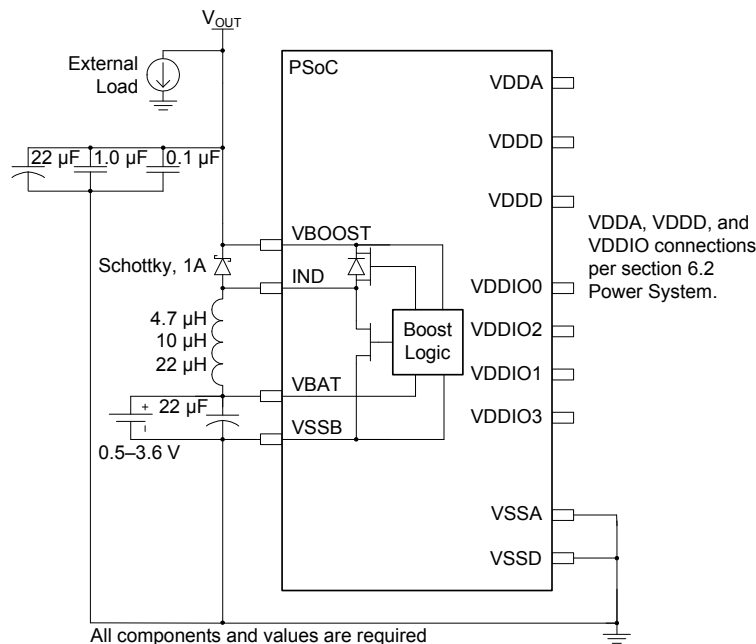 VOUT
External
Load
PSoC
VDDA
VDDD
VDDD
22 µF
1.0 µF
0.1 µF
VDDA, VDDD, and
VDDIO connections
per section 6.2
Power System.
VBOOST
Schottky, 1A
IND
VDDIO0
4.7 µH
10 µH
22 µH
Boost
Logic
VDDIO2
VDDIO1
VBAT
22 µF
+
-
VDDIO3
VSSB
0.5–3.6 V
VSSA
VSSD
All components and values are required